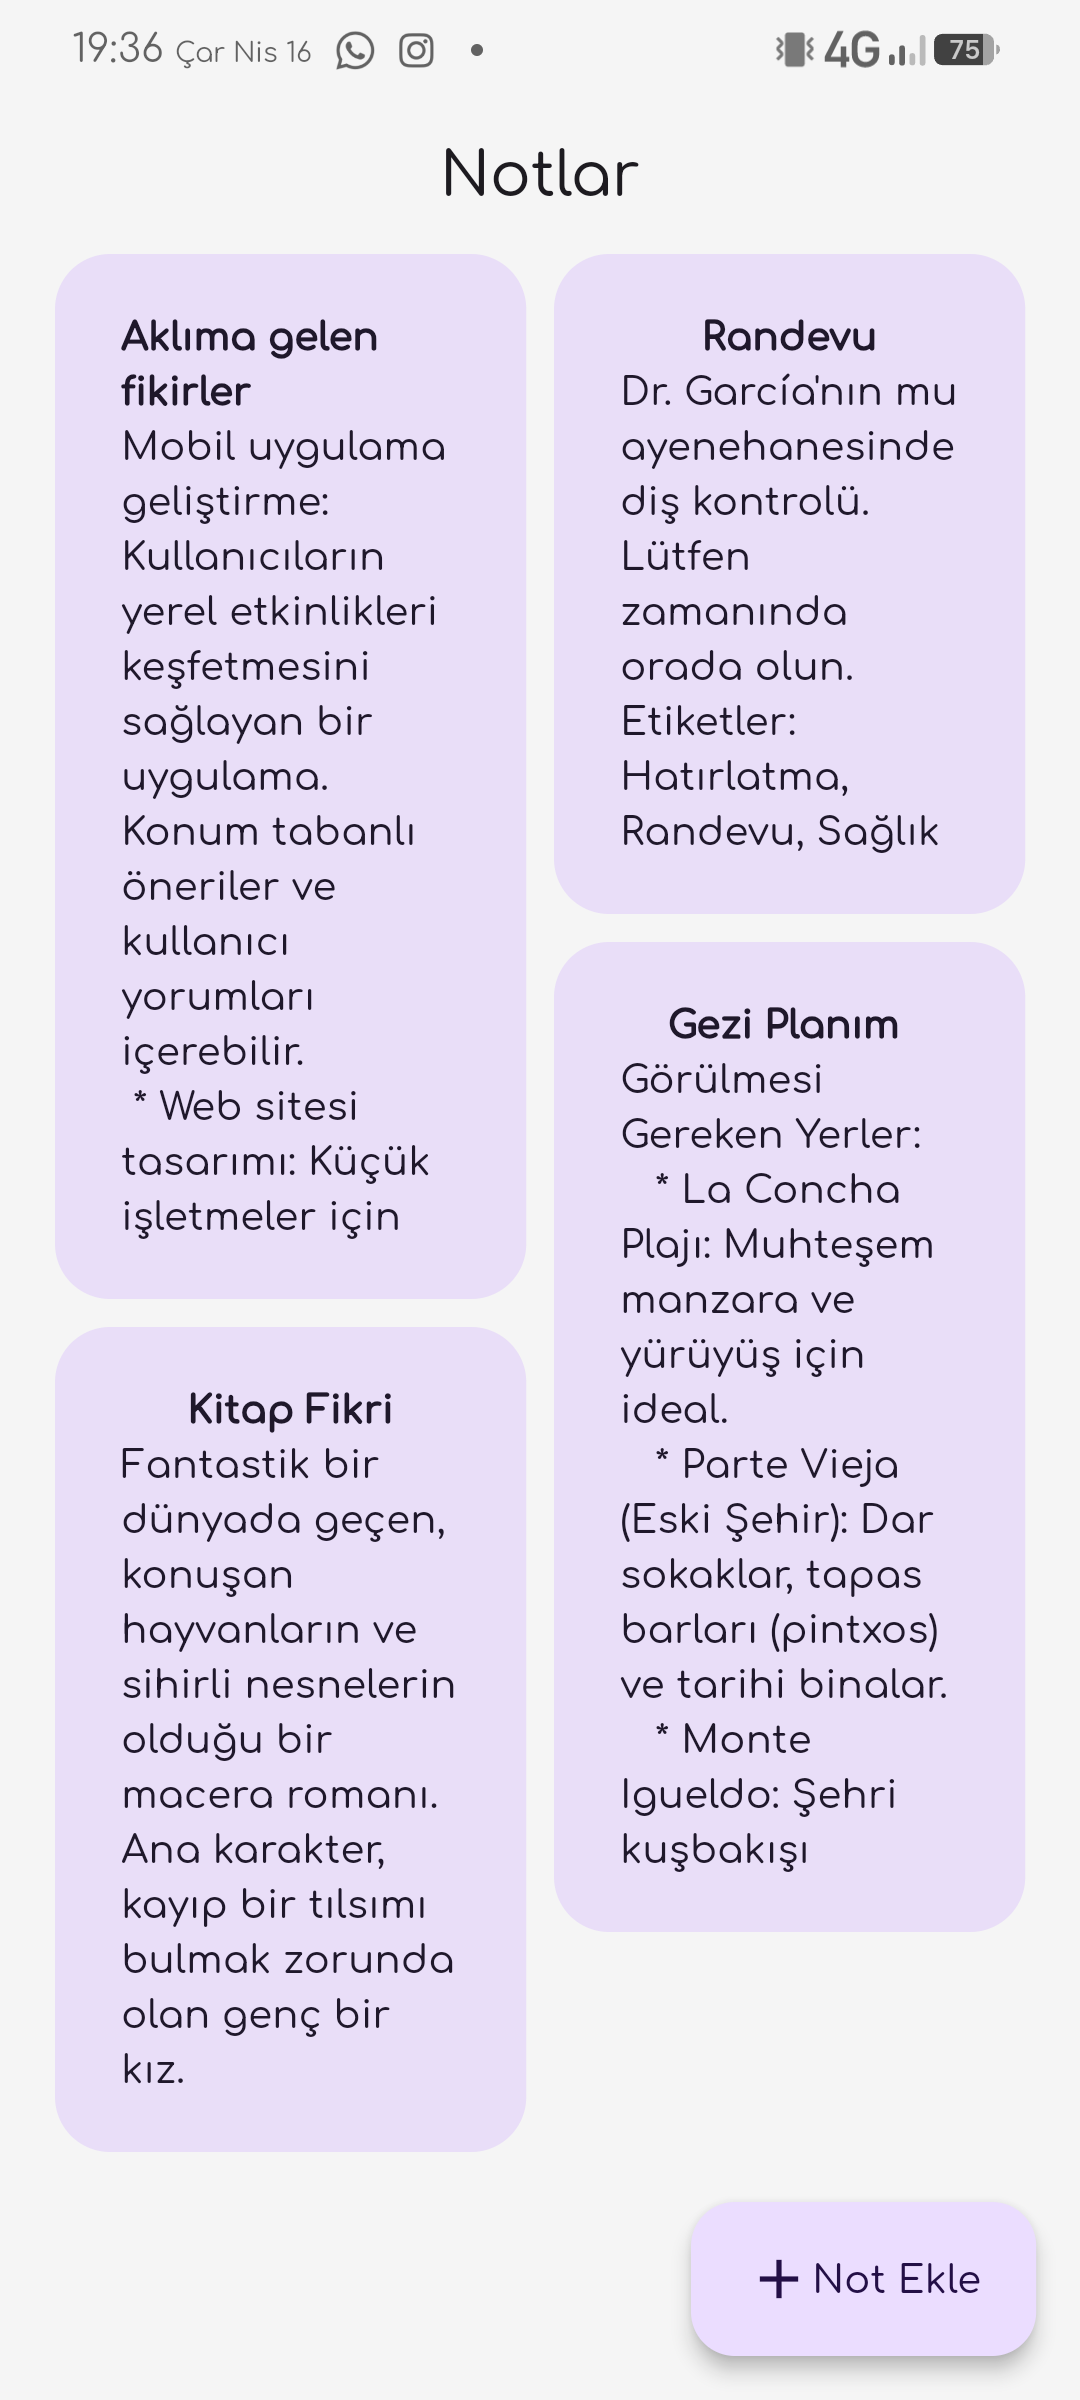 19:36 Çar Nis 16
4G 75
Notlar
Aklıma gelen
fikirler
Mobil uygulama
geliştirme:
Kullanıcıların
yerel etkinlikleri
keşfetmesini
sağlayan bir
uygulama.
Konum tabanlı
öneriler ve
kullanıcı
yorumları
içerebilir.
* Web sitesi
tasarımı: Küçük
işletmeler için
Randevu
Dr. García'nın mu
ayenehanesinde
diş kontrolü.
Lütfen
zamanında
orada olun.
Etiketler:
Hatırlatma,
Randevu, Sağlık
Kitap Fikri
Fantastik bir
dünyada geçen,
konuşan
hayvanların ve
sihirli nesnelerin
olduğu bir
macera romanı.
Ana karakter,
kayıp bir tılsımı
bulmak zorunda
olan genç bir
kız.
Gezi Planım
Görülmesi
Gereken Yerler:
* La Concha
Plajı: Muhteşem
manzara ve
yürüyüş için
ideal.
* Parte Vieja
(Eski Şehir): Dar
sokaklar, tapas
barları (pintxos)
ve tarihi binalar.
* Monte
Igueldo: Şehri
kuşbakışı
+ Not Ekle